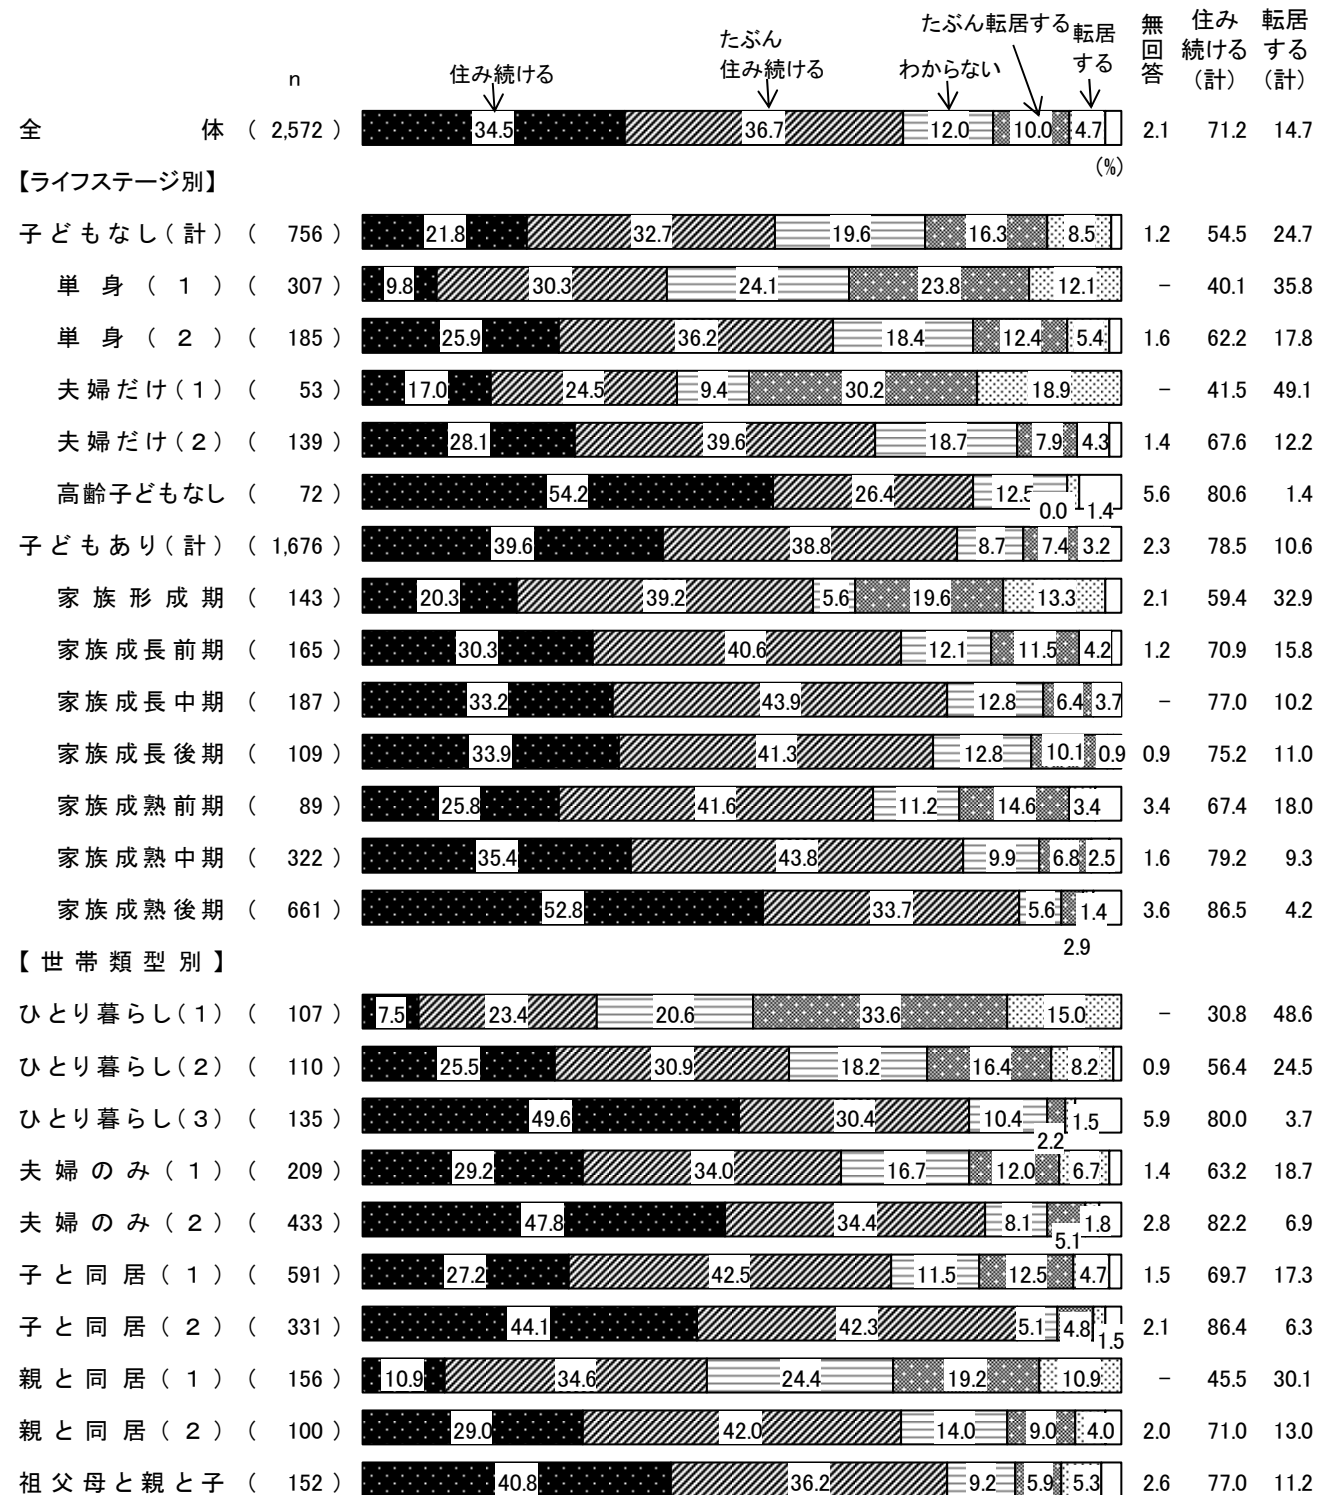 たぶん転居する 転居する 無回答 住み続ける（計） 転居する（計）
n 住み続ける たぶん住み続ける わからない
全体 （ 2,572 ） 34.5 36.7 12.0 10.0 4.7 2.1 71.2 14.7
(%)
【ライフステージ別】
子どもなし（計） （ 756 ） 21.8 32.7 19.6 16.3 8.5 1.2 54.5 24.7
単身（１） （ 307 ） 9.8 30.3 24.1 23.8 12.1 － 40.1 35.8
単身（２） （ 185 ） 25.9 36.2 18.4 12.4 5.4 1.6 62.2 17.8
夫婦だけ（１） （ 53 ） 17.0 24.5 9.4 30.2 18.9 － 41.5 49.1
夫婦だけ（２） （ 139 ） 28.1 39.6 18.7 7.9 4.3 1.4 67.6 12.2
高齢子どもなし （ 72 ） 54.2 26.4 12.5 0.0 1.4 5.6 80.6 1.4
子どもあり（計） （ 1,676 ） 39.6 38.8 8.7 7.4 3.2 2.3 78.5 10.6
家族形成期 （ 143 ） 20.3 39.2 5.6 19.6 13.3 2.1 59.4 32.9
家族成長前期 （ 165 ） 30.3 40.6 12.1 11.5 4.2 1.2 70.9 15.8
家族成長中期 （ 187 ） 33.2 43.9 12.8 6.4 3.7 － 77.0 10.2
家族成長後期 （ 109 ） 33.9 41.3 12.8 10.1 0.9 0.9 75.2 11.0
家族成熟前期 （ 89 ） 25.8 41.6 11.2 14.6 3.4 3.4 67.4 18.0
家族成熟中期 （ 322 ） 35.4 43.8 9.9 6.8 2.5 1.6 79.2 9.3
家族成熟後期 （ 661 ） 52.8 33.7 5.6 2.9 1.4 3.6 86.5 4.2
【世帯類型別】
ひとり暮らし（１） （ 107 ） 7.5 23.4 20.6 33.6 15.0 － 30.8 48.6
ひとり暮らし（２） （ 110 ） 25.5 30.9 18.2 16.4 8.2 0.9 56.4 24.5
ひとり暮らし（３） （ 135 ） 49.6 30.4 10.4 2.2 1.5 5.9 80.0 3.7
夫婦のみ（１） （ 209 ） 29.2 34.0 16.7 12.0 6.7 1.4 63.2 18.7
夫婦のみ（２） （ 433 ） 47.8 34.4 8.1 5.1 1.8 2.8 82.2 6.9
子と同居（１） （ 591 ） 27.2 42.5 11.5 12.5 4.7 1.5 69.7 17.3
子と同居（２） （ 331 ） 44.1 42.3 5.1 4.8 1.5 2.1 86.4 6.3
親と同居（１） （ 156 ） 10.9 34.6 24.4 19.2 10.9 － 45.5 30.1
親と同居（２） （ 100 ） 29.0 42.0 14.0 9.0 4.0 2.0 71.0 13.0
祖父母と親と子 （ 152 ） 40.8 36.2 9.2 5.9 5.3 2.6 77.0 11.2